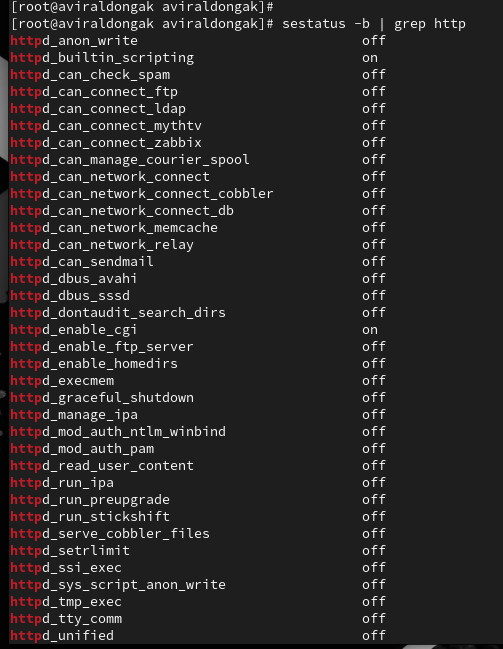 [root@aviraldongak aviraldongak]#
[root@aviraldongak aviraldongak]# sestatus -b | grep http
httpd_anon_write off
httpd_builtin_scripting on
httpd_can_check_spam off
httpd_can_connect_ftp off
httpd_can_connect_ldap off
httpd_can_connect_mythtv off
httpd_can_connect_zabbix off
httpd_can_manage_courier_spool off
httpd_can_network_connect off
httpd_can_network_connect_cobbler off
httpd_can_network_connect_db off
httpd_can_network_memcache off
httpd_can_network_relay off
httpd_can_sendmail off
httpd_dbus_avahi off
httpd_dbus_sssd off
httpd_dontaudit_search_dirs off
httpd_enable_cgi on
httpd_enable_ftp_server off
httpd_enable_homedirs off
httpd_execmem off
httpd_graceful_shutdown off
httpd_manage_ipa off
httpd_mod_auth_ntlm_winbind off
httpd_mod_auth_pam off
httpd_read_user_content off
httpd_run_ipa off
httpd_run_preupgrade off
httpd_run_stickshift off
httpd_serve_cobbler_files off
httpd_setrlimit off
httpd_ssi_exec off
httpd_sys_script_anon_write off
httpd_tmp_exec off
httpd_tty_comm off
httpd_unified off